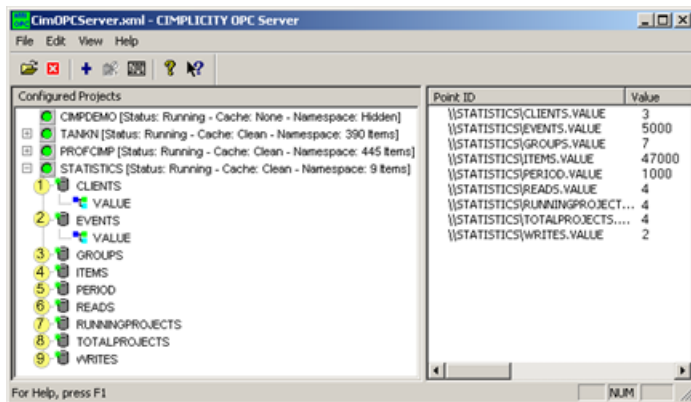 CimOPCServer.xml - CIMPLICITY OPC Server
File Edit View Help
Configured Projects
CIMPDEMO [Status: Running - Cache: None - Namespace: Hidden]
TANKN [Status: Running - Cache: Clean - Namespace: 390 Items]
PROFCIMP [Status: Running - Cache: Clean - Namespace: 445 Items]
STATISTICS [Status: Running - Cache: Clean - Namespace: 9 Items]
1 CLIENTS
VALUE
2 EVENTS
VALUE
3 GROUPS
4 ITEMS
5 PERIOD
6 READS
7 RUNNINGPROJECTS
8 TOTALPROJECTS
9 WRITES
Point ID Value
\\STATISTICS\CLIENTS.VALUE 3
\\STATISTICS\EVENTS.VALUE 5000
\\STATISTICS\GROUPS.VALUE 7
\\STATISTICS\ITEMS.VALUE 47000
\\STATISTICS\PERIOD.VALUE 1000
\\STATISTICS\READS.VALUE 4
\\STATISTICS\RUNNINGPROJECT... 4
\\STATISTICS\TOTALPROJECTS.... 4
\\STATISTICS\WRITES.VALUE 2
For Help, press F1 NUM